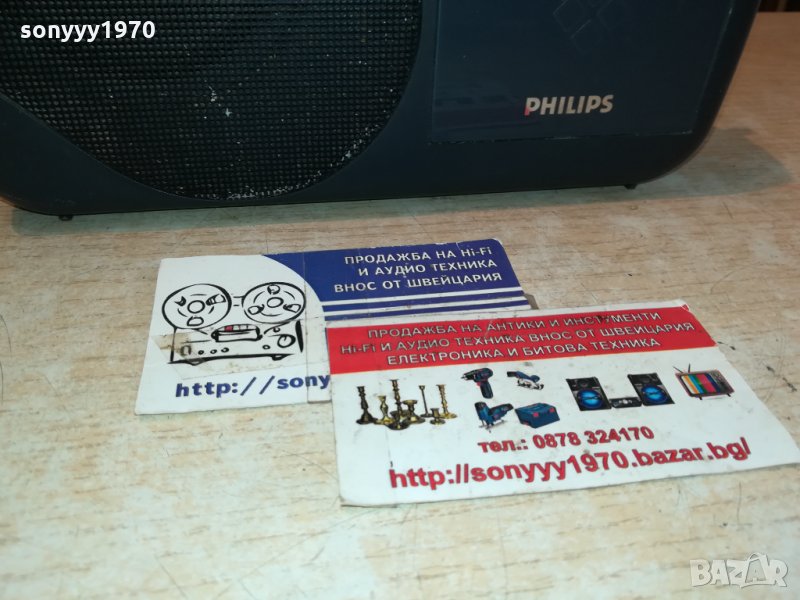 sonyyy1970
PHILIPS
ПРОДАЖБА НА Hi-Fi
И АУДИО ТЕХНИКА
ВНОС ОТ ШВЕЙЦАРИЯ
http://sony
ПРОДАЖБА НА АНТИКИ И ИНСТУМЕНТИ
Hi-Fi И АУДИО ТЕХНИКА ВНОС ОТ ШВЕЙЦАРИЯ
ЕЛЕКТРОНИКА И БИТОВА ТЕХНИКА
тел.: 0878 324170
http://sonyyy1970.bazar.bg/
BAZAR